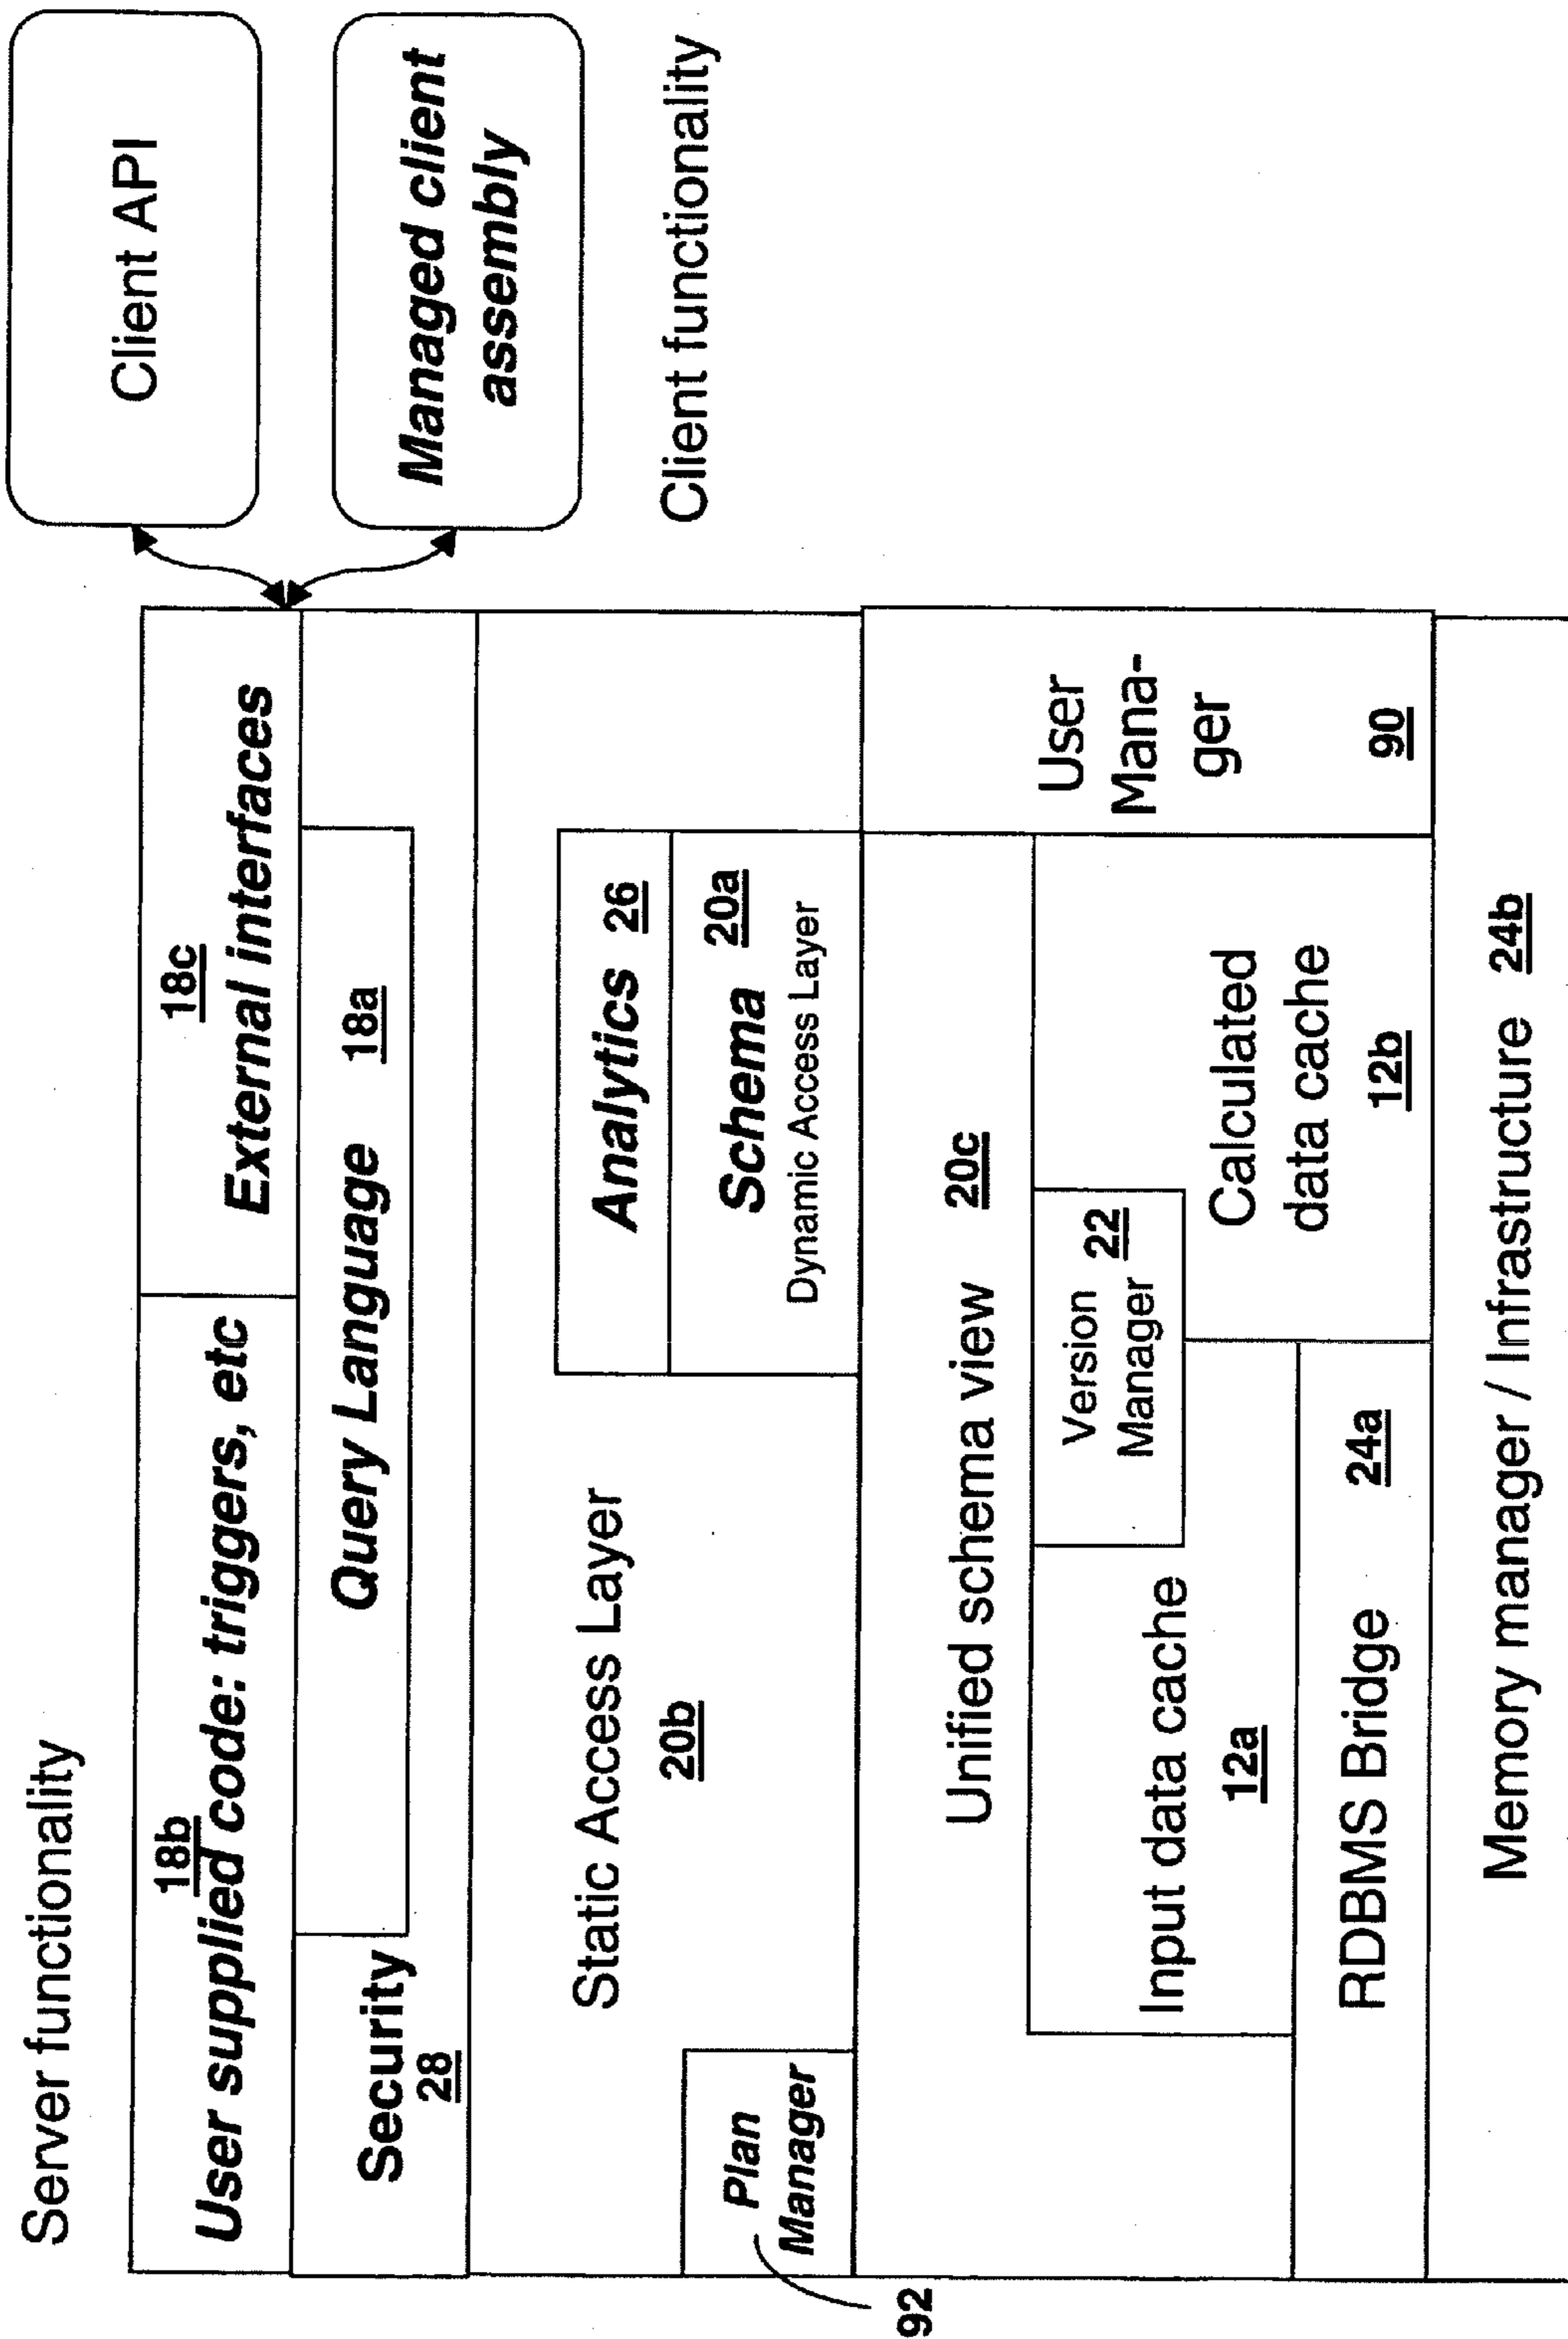 Server functionality
18b
User supplied code: triggers, etc
18c
External interfaces
Client API
Managed client
assembly
Client functionality
Query Language 18a
Security
28
Static Access Layer
20b
Analytics 26
Schema 20a
Dynamic Access Layer
Plan
Manager
92
Unified schema view 20c
Version
Manager
22
Input data cache
12a
Calculated
data cache
12b
User
Mana-
ger
90
RDBMS Bridge 24a
Memory manager / Infrastructure 24b